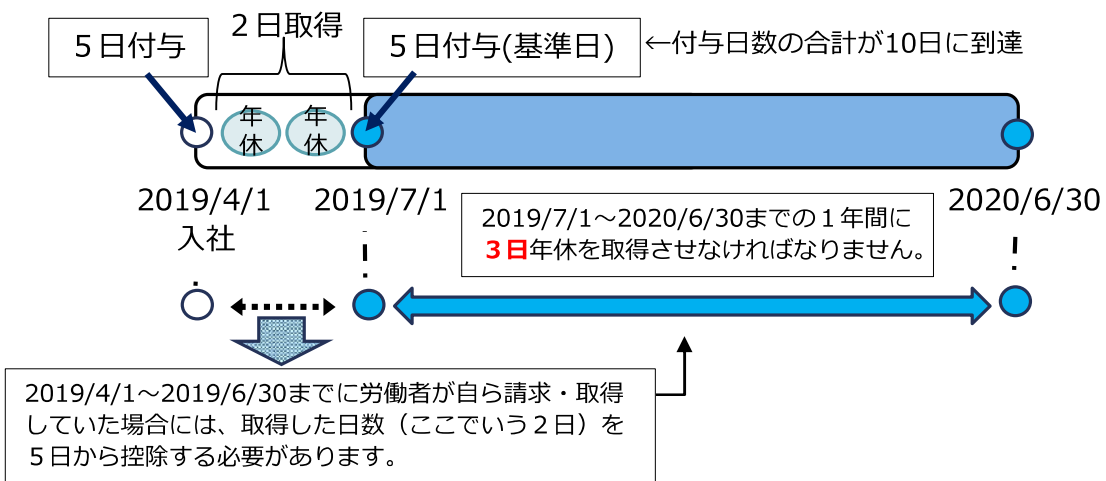 ５日付与
２日取得
５日付与(基準日)
←付与日数の合計が10日に到達
年休
年休
2019/4/1
入社
2019/7/1
2020/6/30
2019/7/1～2020/6/30までの１年間に
３日年休を取得させなければなりません。
2019/4/1～2019/6/30までに労働者が自ら請求・取得
していた場合には、取得した日数（ここでいう２日）を
５日から控除する必要があります。